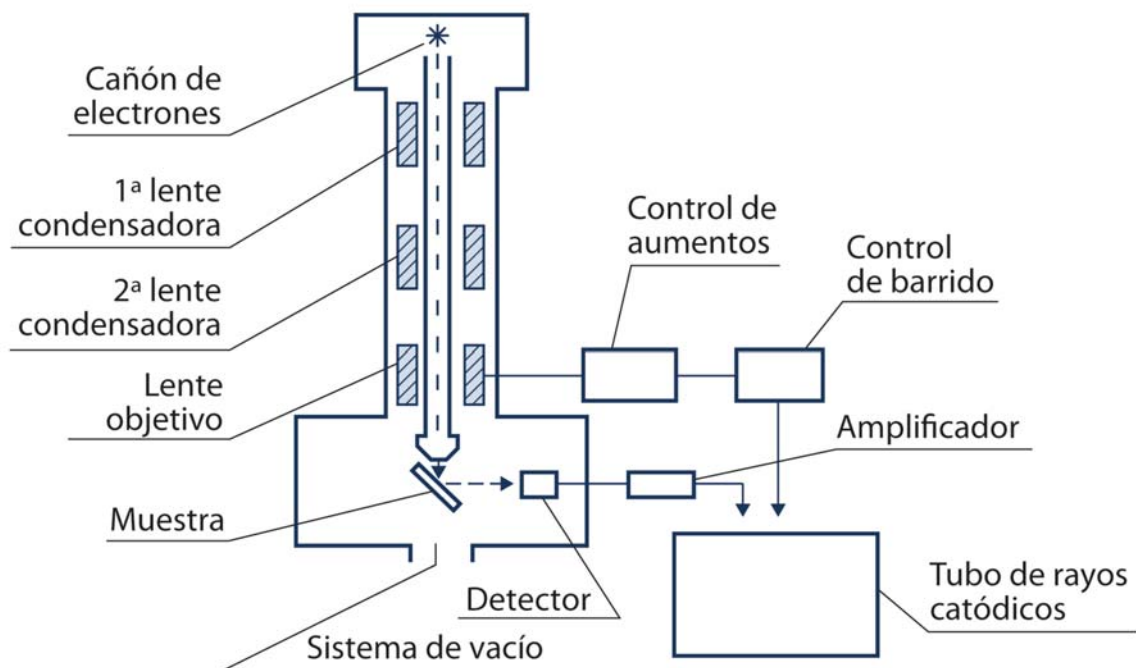 Cañón de
electrones
1ª lente
condensadora
2ª lente
condensadora
Lente
objetivo
Muestra
Sistema de vacío
Detector
Control de
aumentos
Control
de barrido
Amplificador
Tubo de rayos
catódicos